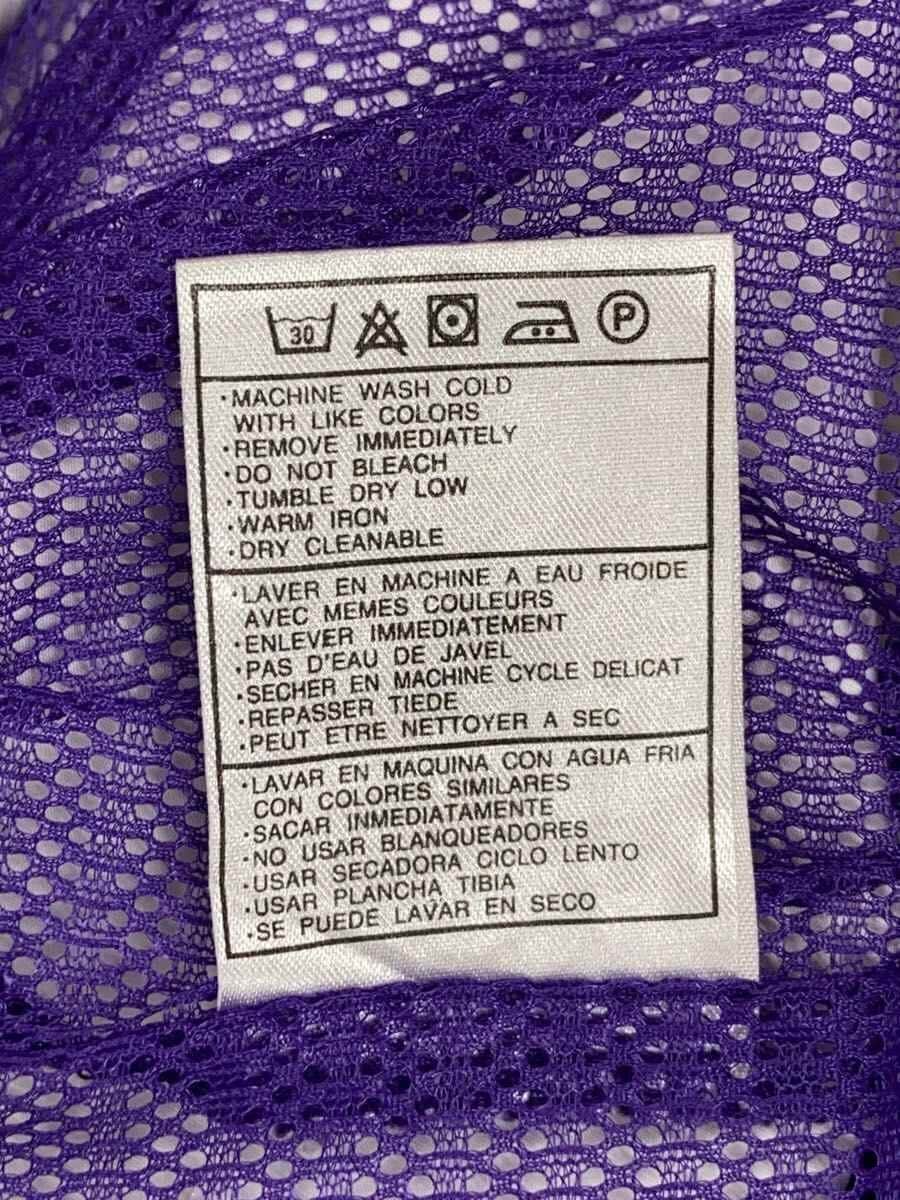 30 P
·MACHINE WASH COLD
WITH LIKE COLORS
·REMOVE IMMEDIATELY
·DO NOT BLEACH
·TUMBLE DRY LOW
·WARM IRON
·DRY CLEANABLE
·LAVER EN MACHINE A EAU FROIDE
AVEC MEMES COULEURS
·ENLEVER IMMEDIATEMENT
·PAS D'EAU DE JAVEL
·SECHER EN MACHINE CYCLE DELICAT
·REPASSER TIEDE
·PEUT ETRE NETTOYER A SEC
·LAVAR EN MAQUINA CON AGUA FRIA
CON COLORES SIMILARES
·SACAR INMEDIATAMENTE
·NO USAR BLANQUEADORES
·USAR SECADORA CICLO LENTO
·USAR PLANCHA TIBIA
·SE PUEDE LAVAR EN SECO